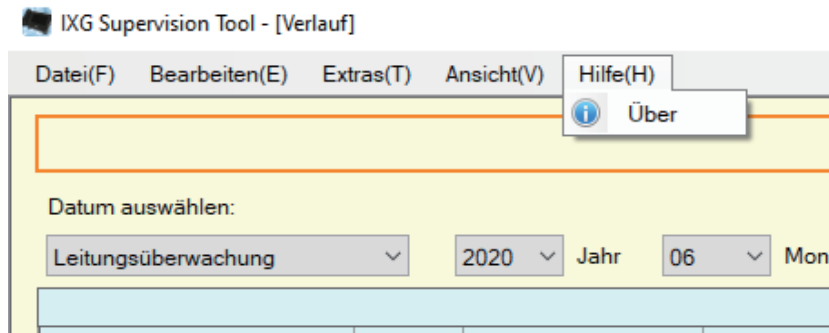 IXG Supervision Tool - [Verlauf]
Datei(F) Bearbeiten(E) Extras(T) Ansicht(V) Hilfe(H)
Über
Datum auswählen:
Leitungsüberwachung 2020 Jahr 06 Mon